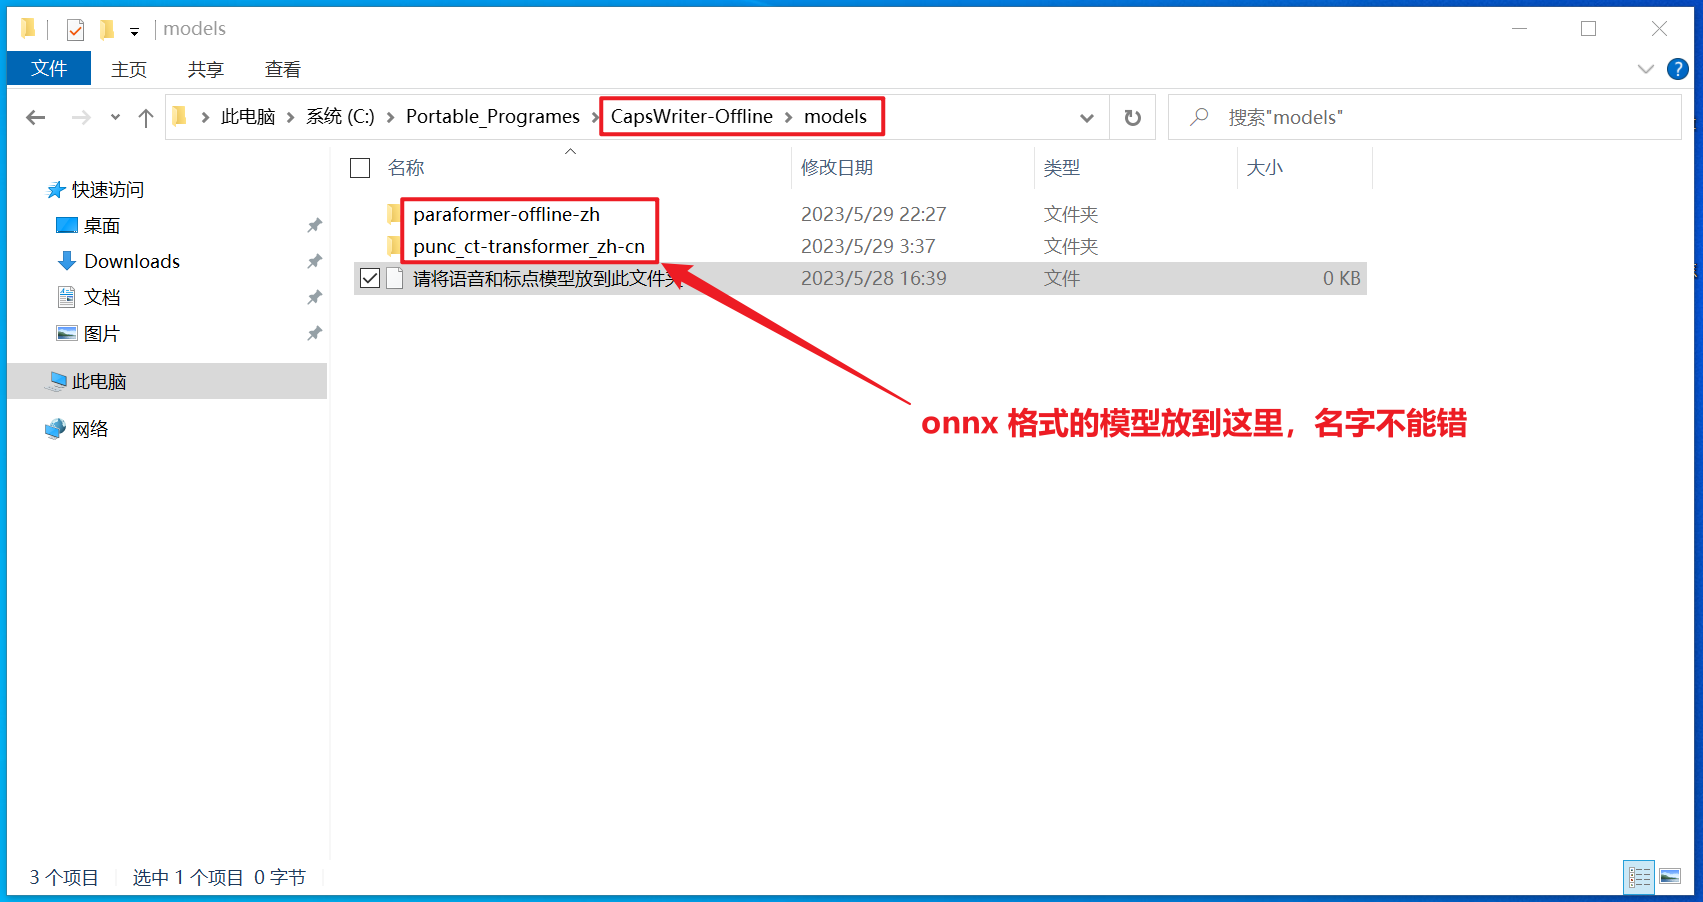 models
文件 主页 共享 查看
此电脑 系统 (C:) Portable_Programes CapsWriter-Offline models 搜索"models"
名称 修改日期 类型 大小
快速访问
桌面
Downloads
文档
图片
此电脑
网络
paraformer-offline-zh 2023/5/29 22:27 文件夹
punc_ct-transformer_zh-cn 2023/5/29 3:37 文件夹
请将语音和标点模型放到此文件夹 2023/5/28 16:39 文件 0 KB
onnx 格式的模型放到这里，名字不能错
3 个项目 选中 1 个项目 0 字节